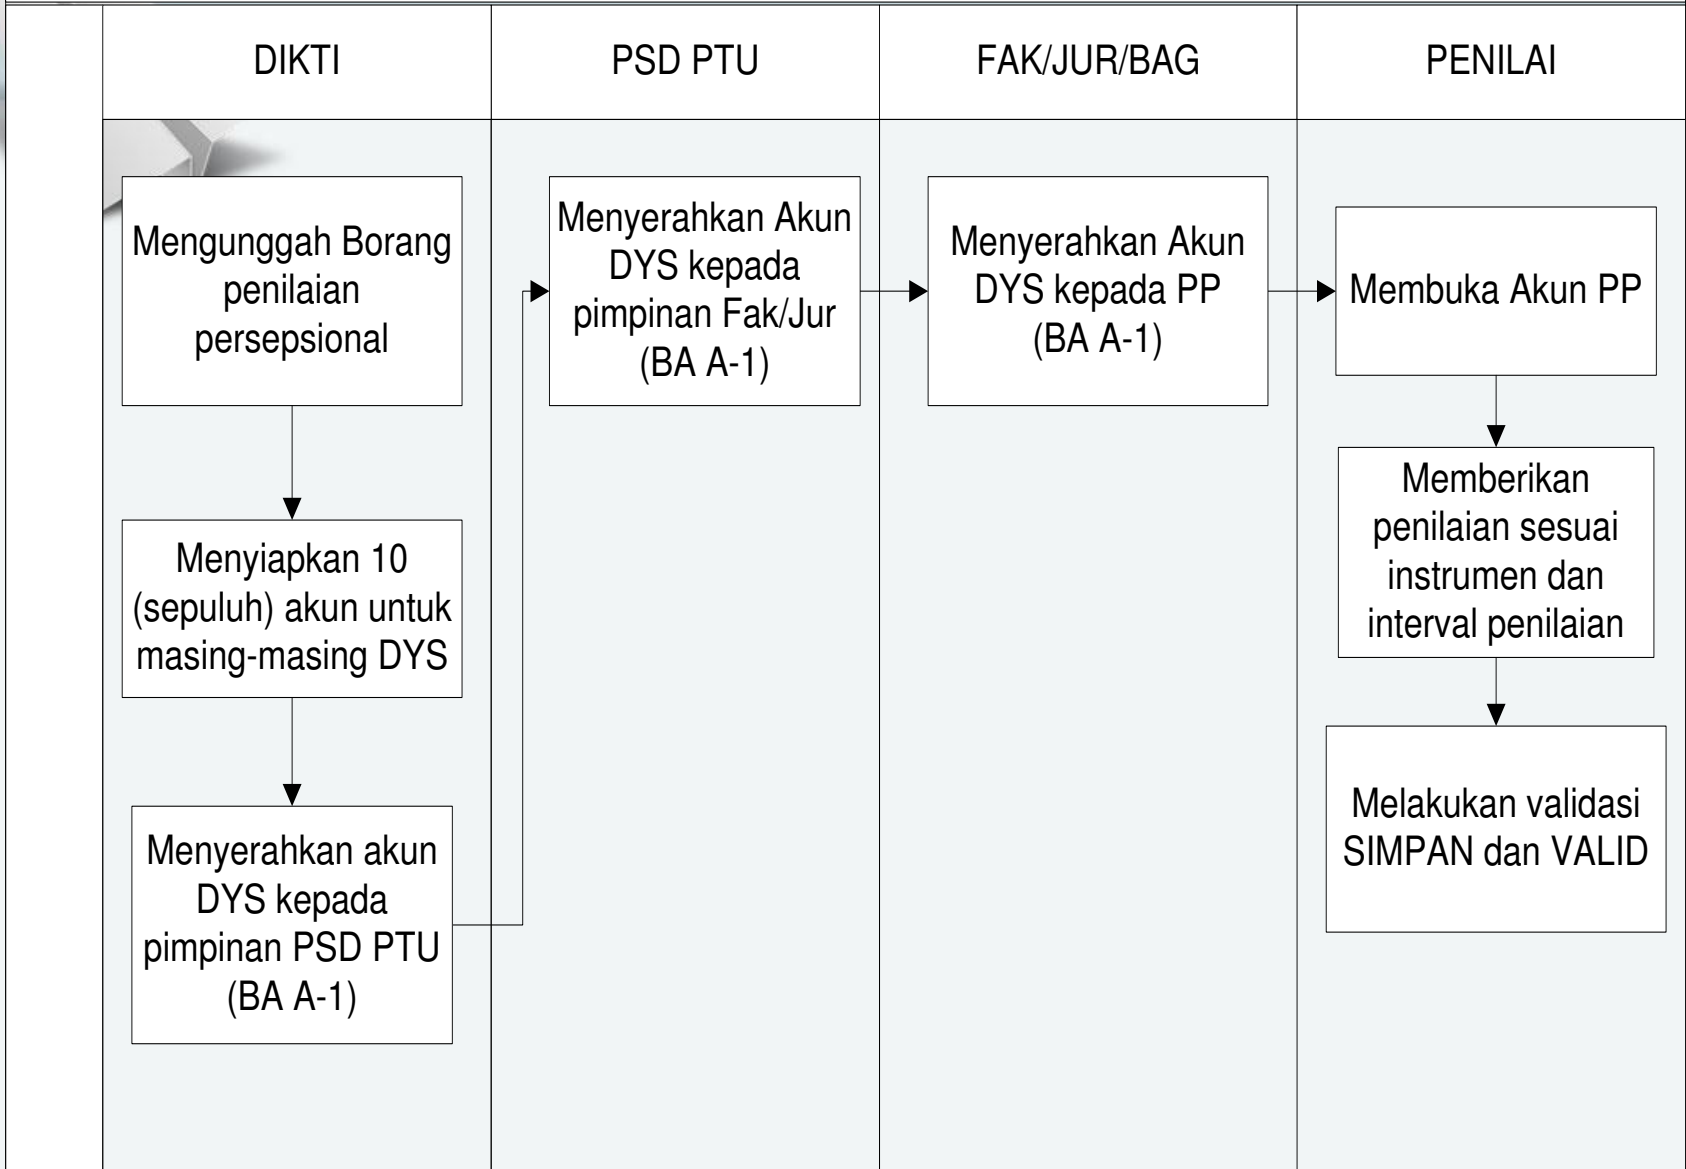 DIKTI
PSD PTU
FAK/JUR/BAG
PENILAI
Mengunggah Borang
penilaian
persepsional
Menyiapkan 10
(sepuluh) akun untuk
masing-masing DYS
Menyerahkan akun
DYS kepada
pimpinan PSD PTU
(BA A-1)
Menyerahkan Akun
DYS kepada
pimpinan Fak/Jur
(BA A-1)
Menyerahkan Akun
DYS kepada PP
(BA A-1)
Membuka Akun PP
Memberikan
penilaian sesuai
instrumen dan
interval penilaian
Melakukan validasi
SIMPAN dan VALID